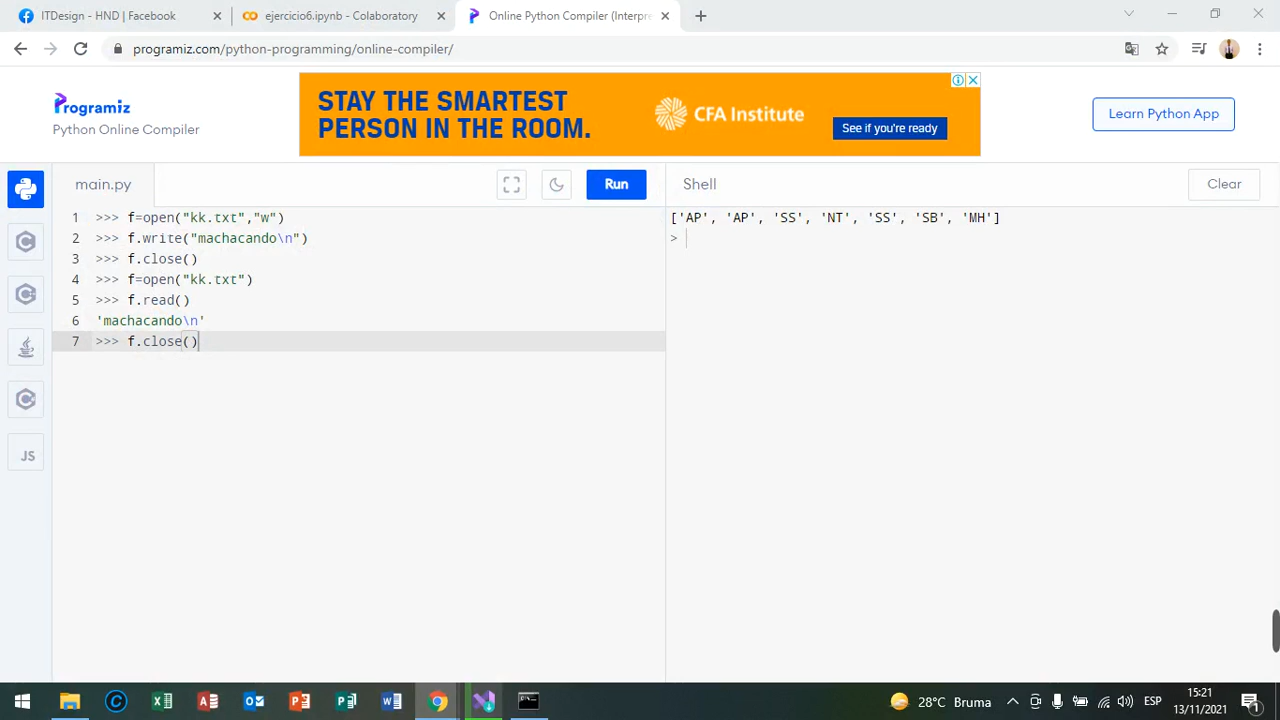 ITDesign - HND | Facebook
ejercicio6.ipynb - Colaboratory
Online Python Compiler (Interpre
programiz.com/python-programming/online-compiler/
STAY THE SMARTEST
PERSON IN THE ROOM.
CFA Institute
See if you're ready
Programiz
Python Online Compiler
Learn Python App
main.py
Run
Shell
Clear
1 >>> f=open("kk.txt","w")
2 >>> f.write("machacando\n")
3 >>> f.close()
4 >>> f=open("kk.txt")
5 >>> f.read()
6 'machacando\n'
7 >>> f.close()
['AP', 'AP', 'SS', 'NT', 'SS', 'SB', 'MH']
>
JS
28°C Bruma
ESP
15:21
13/11/2021
1